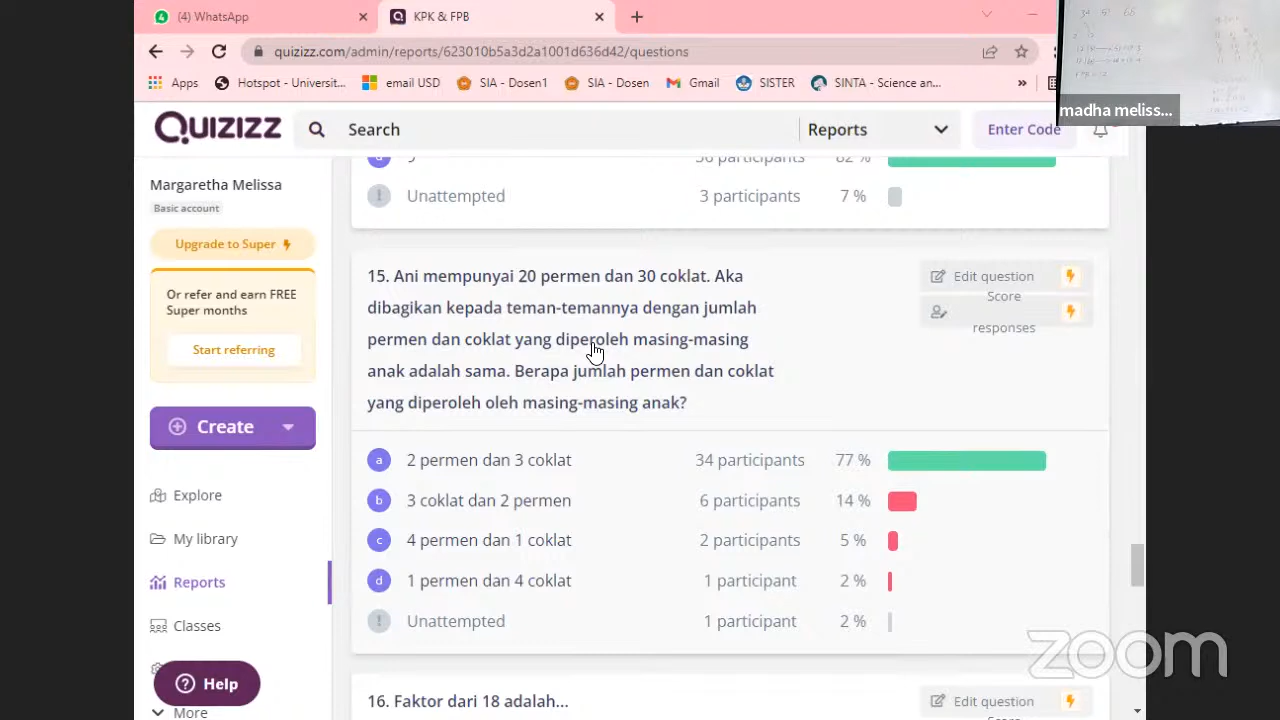 (4) WhatsApp
KPK & FPB
quizizz.com/admin/reports/623010b5a3d2a1001d636d42/questions
Apps
Hotspot - Universit...
email USD
SIA - Dosen1
SIA - Dosen
Gmail
SISTER
SINTA - Science an...
»
34 51 68
madha meliss...
QUIZIZZ
Search
Reports
Enter Code
Margaretha Melissa
Basic account
Upgrade to Super
Or refer and earn FREE
Super months
Start referring
Create
Explore
My library
Reports
Classes
Help
More
36 participants 82 %
Unattempted 3 participants 7 %
15. Ani mempunyai 20 permen dan 30 coklat. Aka
dibagikan kepada teman-temannya dengan jumlah
permen dan coklat yang diperoleh masing-masing
anak adalah sama. Berapa jumlah permen dan coklat
yang diperoleh oleh masing-masing anak?
Edit question
Score
responses
a 2 permen dan 3 coklat 34 participants 77 %
b 3 coklat dan 2 permen 6 participants 14 %
c 4 permen dan 1 coklat 2 participants 5 %
d 1 permen dan 4 coklat 1 participant 2 %
Unattempted 1 participant 2 %
16. Faktor dari 18 adalah...
Edit question
zoom